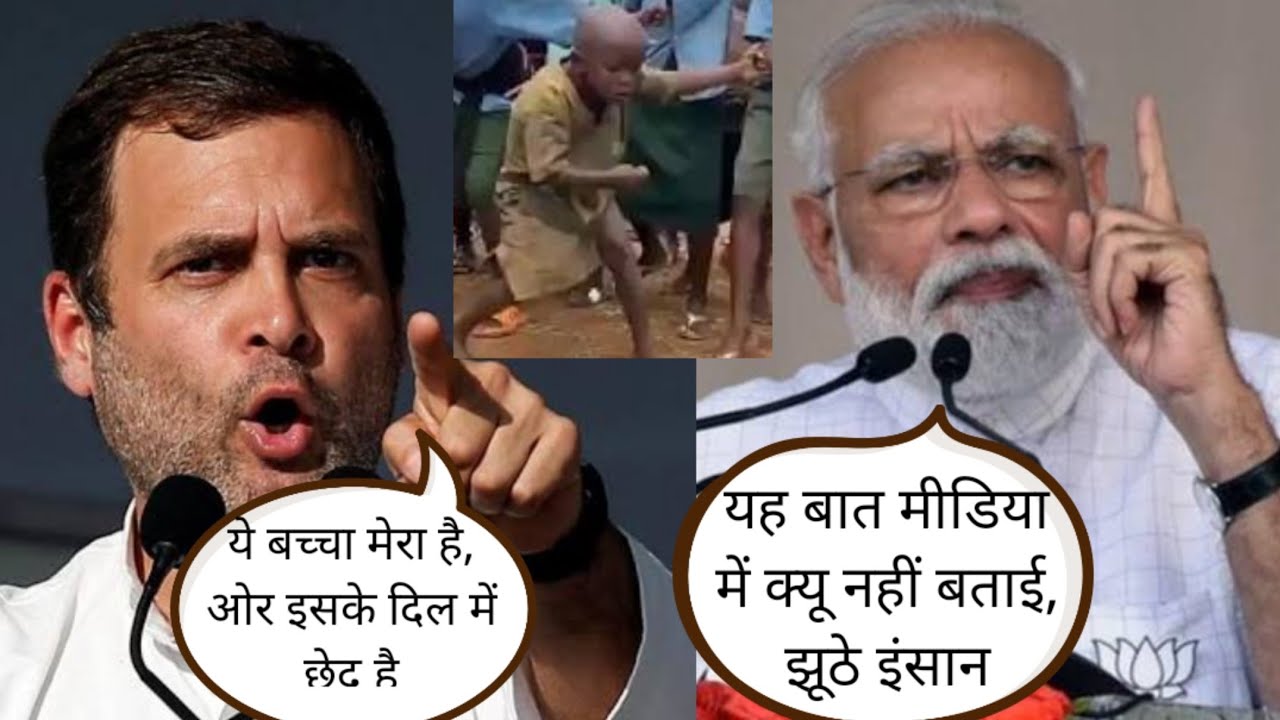 ये बच्चा मेरा है,
ओर इसके दिल में
छेद है
यह बात मीडिया
में क्यू नहीं बताई,
झूठे इंसान